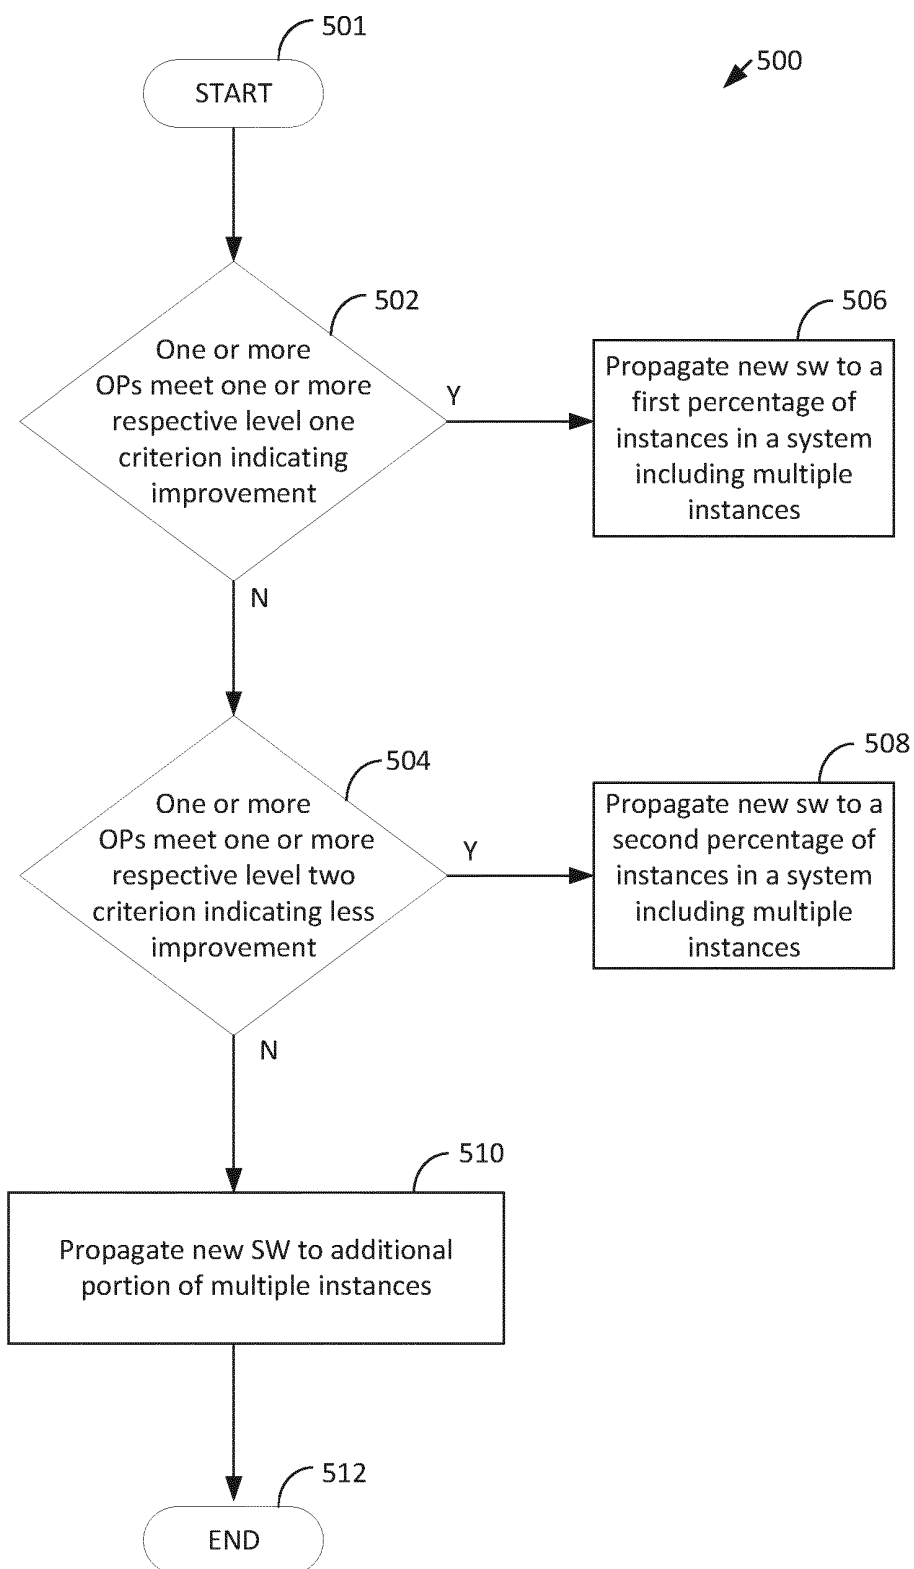 501
START
500
502
One or more
OPs meet one or more
respective level one
criterion indicating
improvement
Y
506
Propagate new sw to a
first percentage of
instances in a system
including multiple
instances
N
504
One or more
OPs meet one or more
respective level two
criterion indicating less
improvement
Y
508
Propagate new sw to a
second percentage of
instances in a system
including multiple
instances
N
510
Propagate new SW to additional
portion of multiple instances
512
END